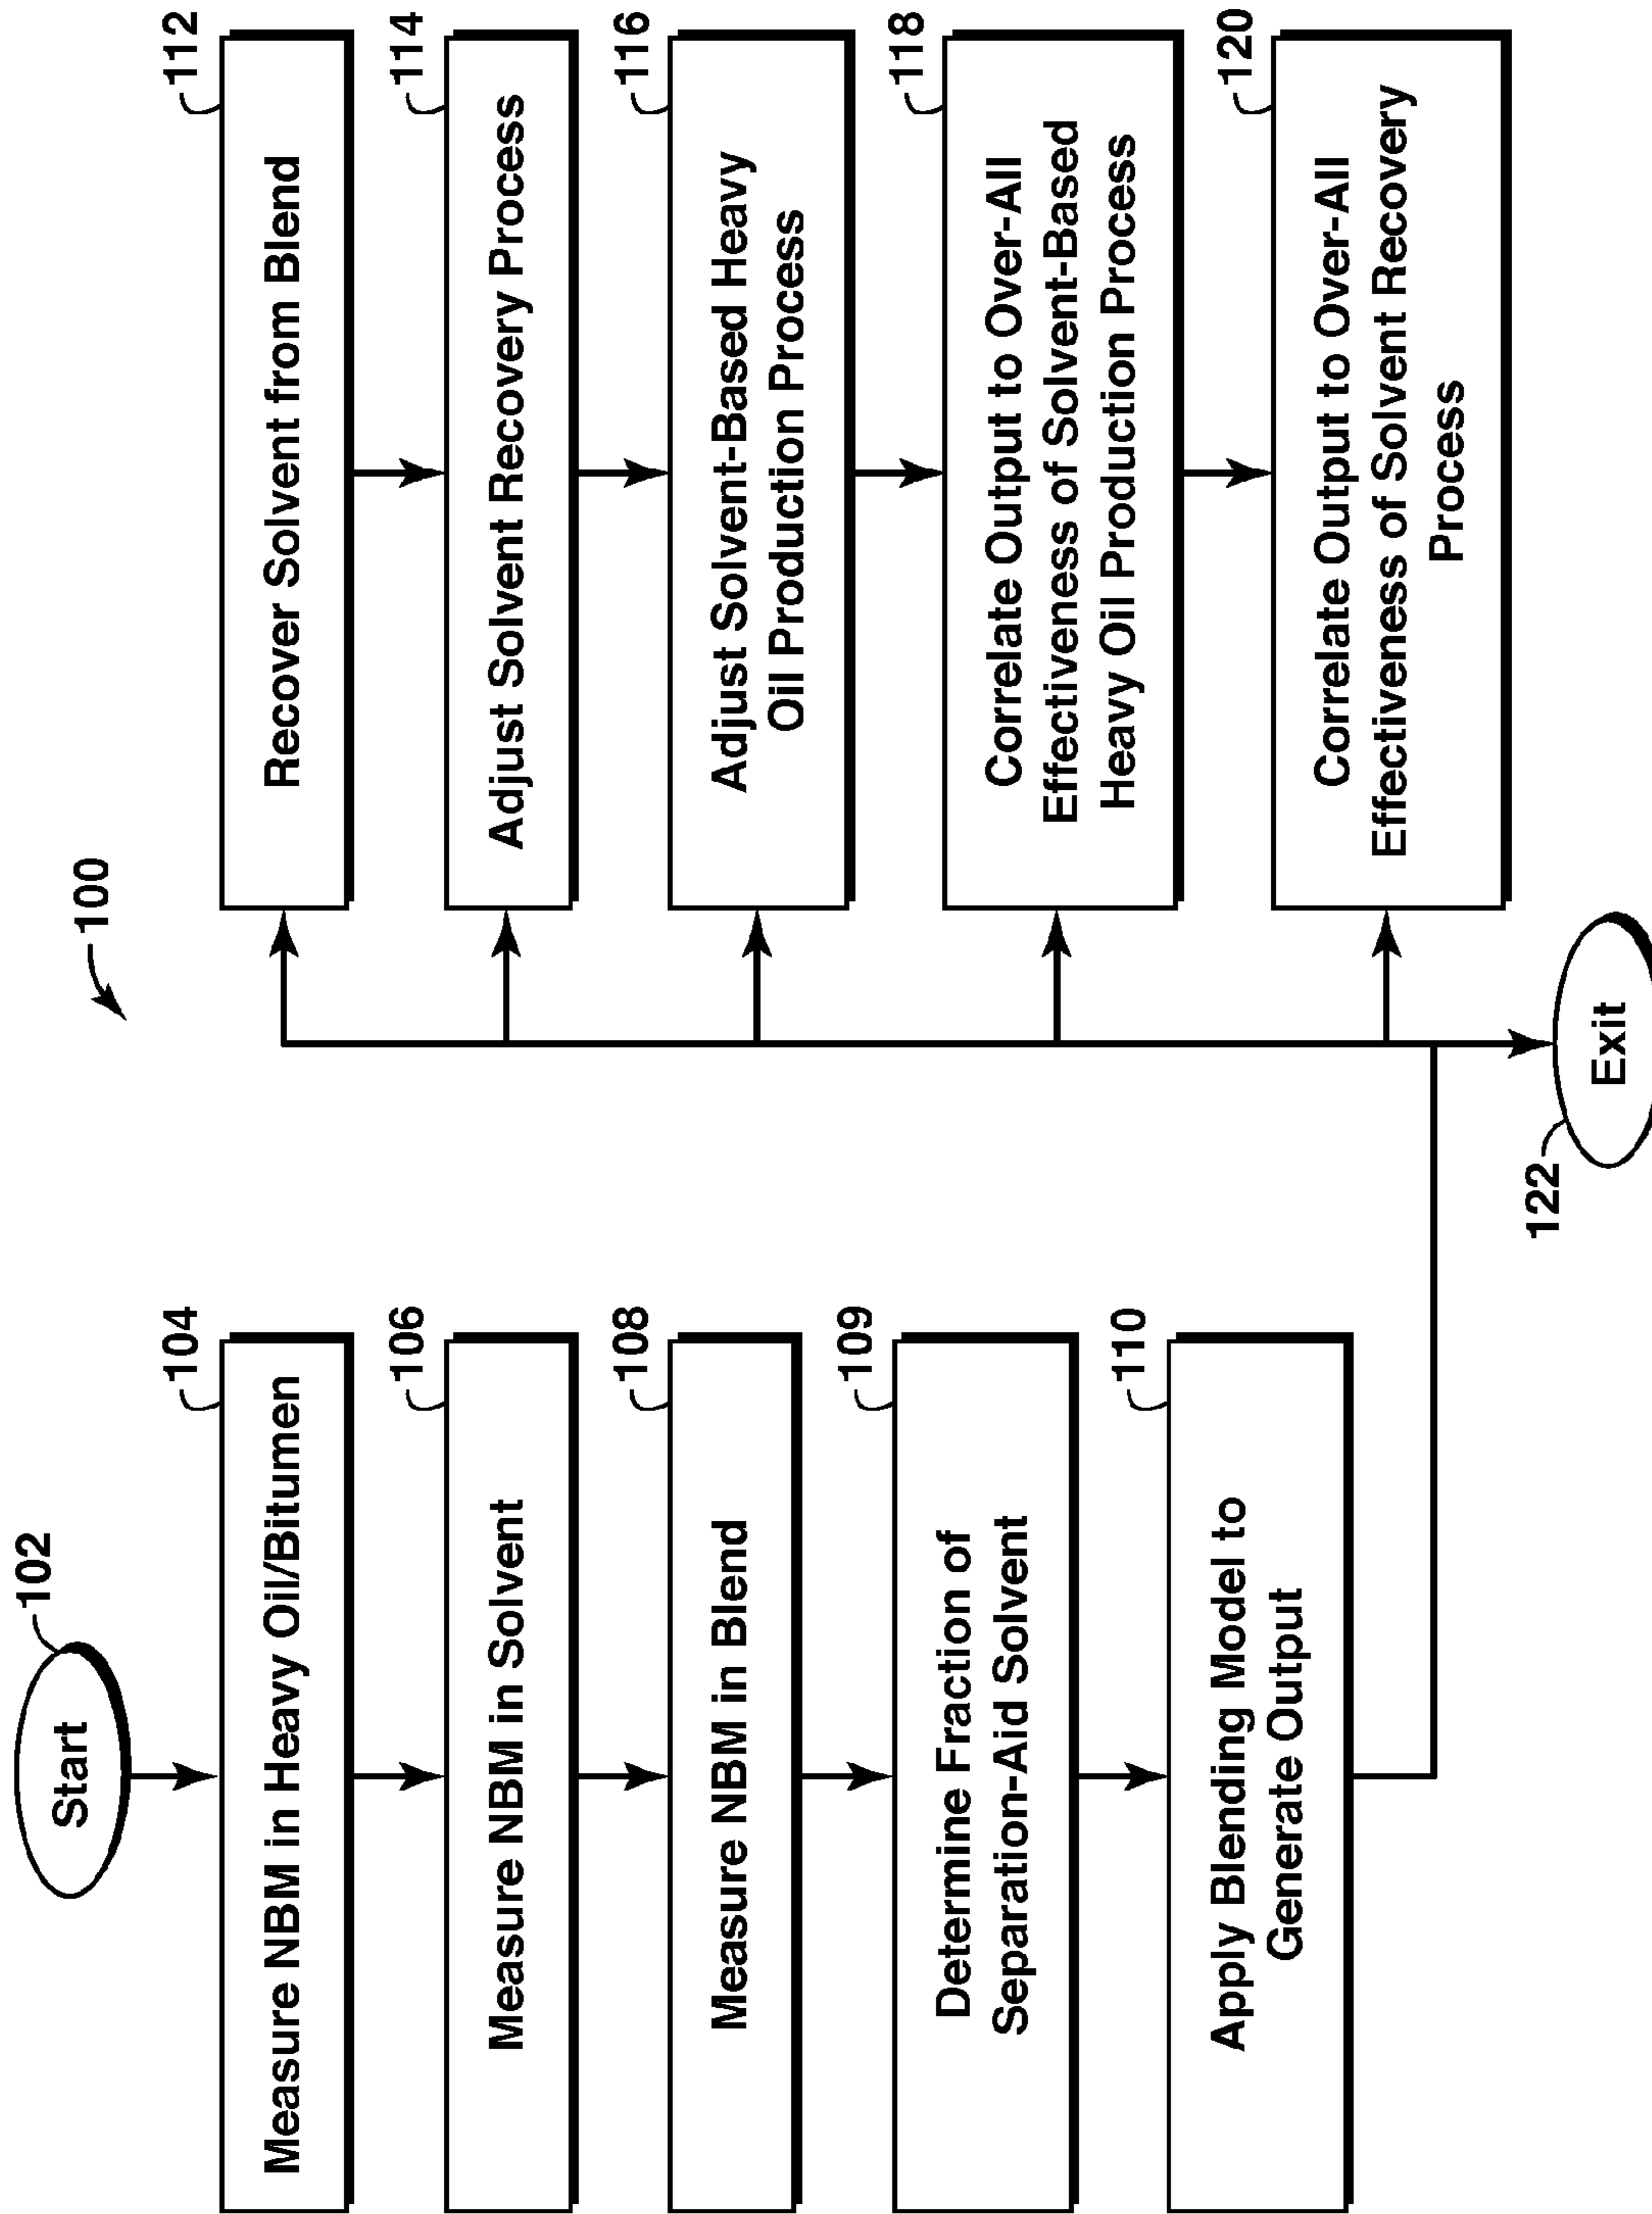 100
102
Start
104
Measure NBM in Heavy Oil/Bitumen
106
Measure NBM in Solvent
108
Measure NBM in Blend
109
Determine Fraction of
Separation-Aid Solvent
110
Apply Blending Model to
Generate Output
112
Recover Solvent from Blend
114
Adjust Solvent Recovery Process
116
Adjust Solvent-Based Heavy
Oil Production Process
118
Correlate Output to Over-All
Effectiveness of Solvent-Based
Heavy Oil Production Process
120
Correlate Output to Over-All
Effectiveness of Solvent Recovery
Process
122
Exit